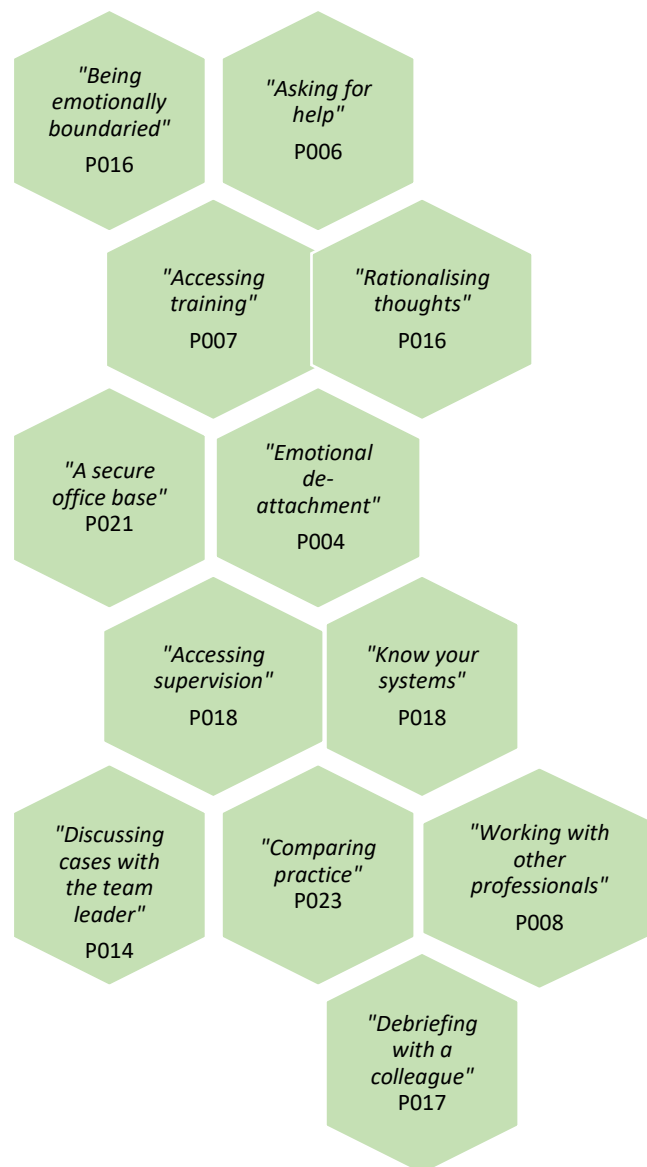 "Being
emotionally
boundaried"
P016
"Asking for
help"
P006
"Accessing
training"
P007
"Rationalising
thoughts"
P016
"A secure
office base"
P021
"Emotional
de-
attachment"
P004
"Accessing
supervision"
P018
"Know your
systems"
P018
"Discussing
cases with
the team
leader"
P014
"Comparing
practice"
P023
"Working with
other
professionals"
P008
"Debriefing
with a
colleague"
P017